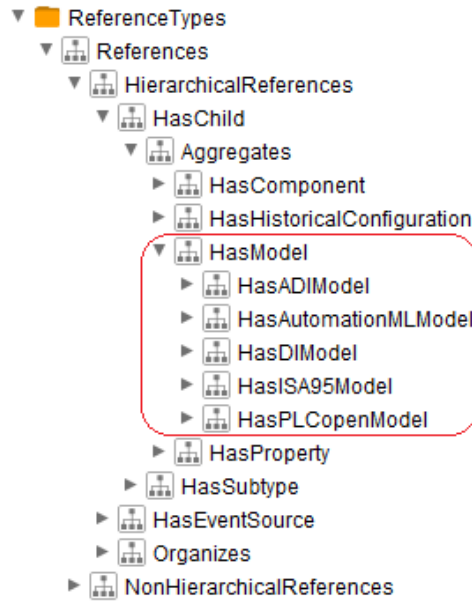 ReferenceTypes
References
HierarchicalReferences
HasChild
Aggregates
HasComponent
HasHistoricalConfiguration
HasModel
HasADIModel
HasAutomationMLModel
HasDIModel
HasISA95Model
HasPLCopenModel
HasProperty
HasSubtype
HasEventSource
Organizes
NonHierarchicalReferences